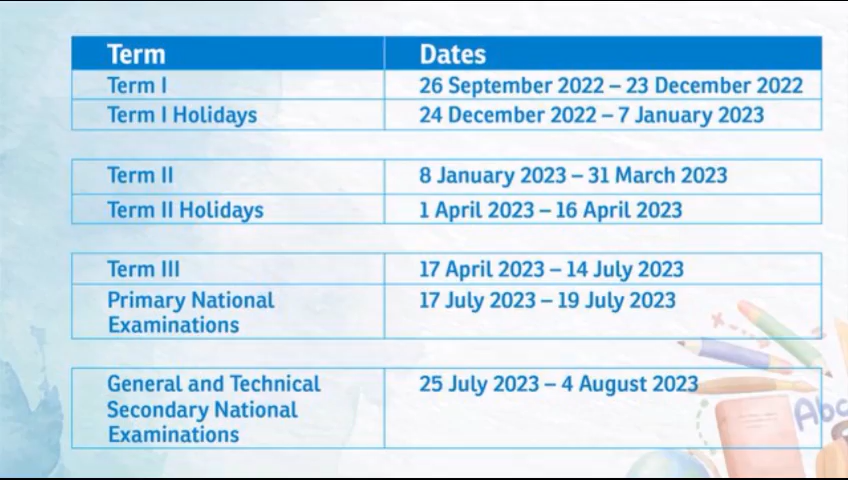 Term Dates
Term I 26 September 2022 – 23 December 2022
Term I Holidays 24 December 2022 – 7 January 2023
Term II 8 January 2023 – 31 March 2023
Term II Holidays 1 April 2023 – 16 April 2023
Term III 17 April 2023 – 14 July 2023
Primary National 17 July 2023 – 19 July 2023
Examinations
General and Technical 25 July 2023 – 4 August 2023
Secondary National
Examinations
Abc